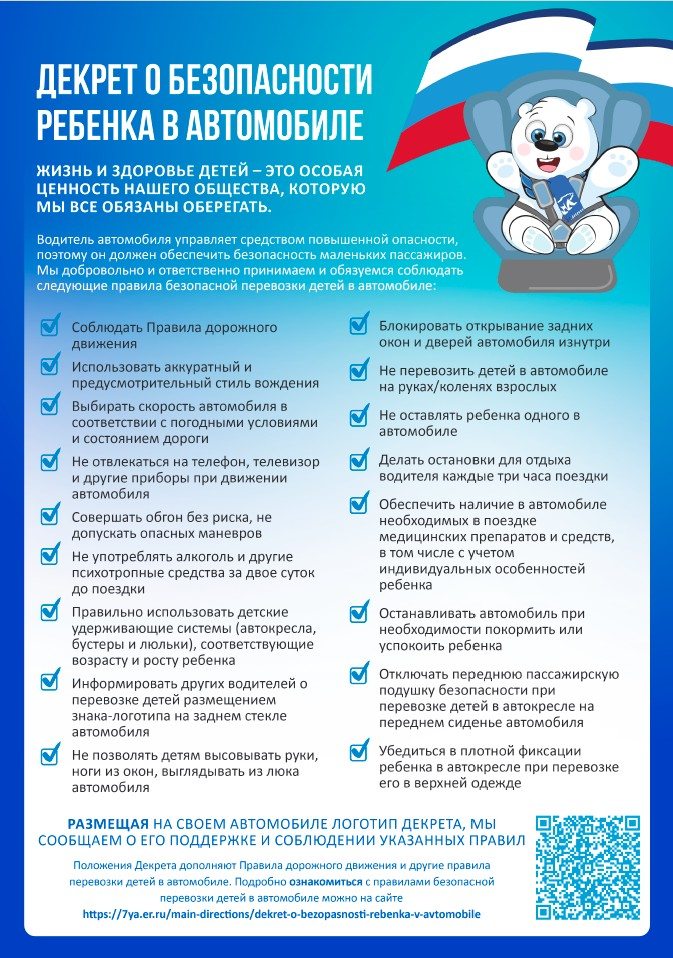 ДЕКРЕТ О БЕЗОПАСНОСТИ
РЕБЕНКА В АВТОМОБИЛЕ
ЖИЗНЬ И ЗДОРОВЬЕ ДЕТЕЙ – ЭТО ОСОБАЯ
ЦЕННОСТЬ НАШЕГО ОБЩЕСТВА, КОТОРУЮ
МЫ ВСЕ ОБЯЗАНЫ ОБЕРЕГАТЬ.
Водитель автомобиля управляет средством повышенной опасности,
поэтому он должен обеспечить безопасность маленьких пассажиров.
Мы добровольно и ответственно принимаем и обязуемся соблюдать
следующие правила безопасной перевозки детей в автомобиле:
Соблюдать Правила дорожного
движения
Использовать аккуратный и
предусмотрительный стиль вождения
Выбирать скорость автомобиля в
соответствии с погодными условиями
и состоянием дороги
Не отвлекаться на телефон, телевизор
и другие приборы при движении
автомобиля
Совершать обгон без риска, не
допускать опасных маневров
Не употреблять алкоголь и другие
психотропные средства за двое суток
до поездки
Правильно использовать детские
удерживающие системы (автокресла,
бустеры и люльки), соответствующие
возрасту и росту ребенка
Информировать других водителей о
перевозке детей размещением
знака-логотипа на заднем стекле
автомобиля
Не позволять детям высовывать руки,
ноги из окон, выглядывать из люка
автомобиля
Блокировать открывание задних
окон и дверей автомобиля изнутри
Не перевозить детей в автомобиле
на руках/коленях взрослых
Не оставлять ребенка одного в
автомобиле
Делать остановки для отдыха
водителя каждые три часа поездки
Обеспечить наличие в автомобиле
необходимых в поездке
медицинских препаратов и средств,
в том числе с учетом
индивидуальных особенностей
ребенка
Останавливать автомобиль при
необходимости покормить или
успокоить ребенка
Отключать переднюю пассажирскую
подушку безопасности при
перевозке детей в автокресле на
переднем сиденье автомобиля
Убедиться в плотной фиксации
ребенка в автокресле при перевозке
его в верхней одежде
РАЗМЕЩАЯ НА СВОЕМ АВТОМОБИЛЕ ЛОГОТИП ДЕКРЕТА, МЫ
СООБЩАЕМ О ЕГО ПОДДЕРЖКЕ И СОБЛЮДЕНИИ УКАЗАННЫХ ПРАВИЛ
Положения Декрета дополняют Правила дорожного движения и другие правила
перевозки детей в автомобиле. Подробно ознакомиться с правилами безопасной
перевозки детей в автомобиле можно на сайте
https://7ya.er.ru/main-directions/dekret-o-bezopasnosti-rebenka-v-avtomobile